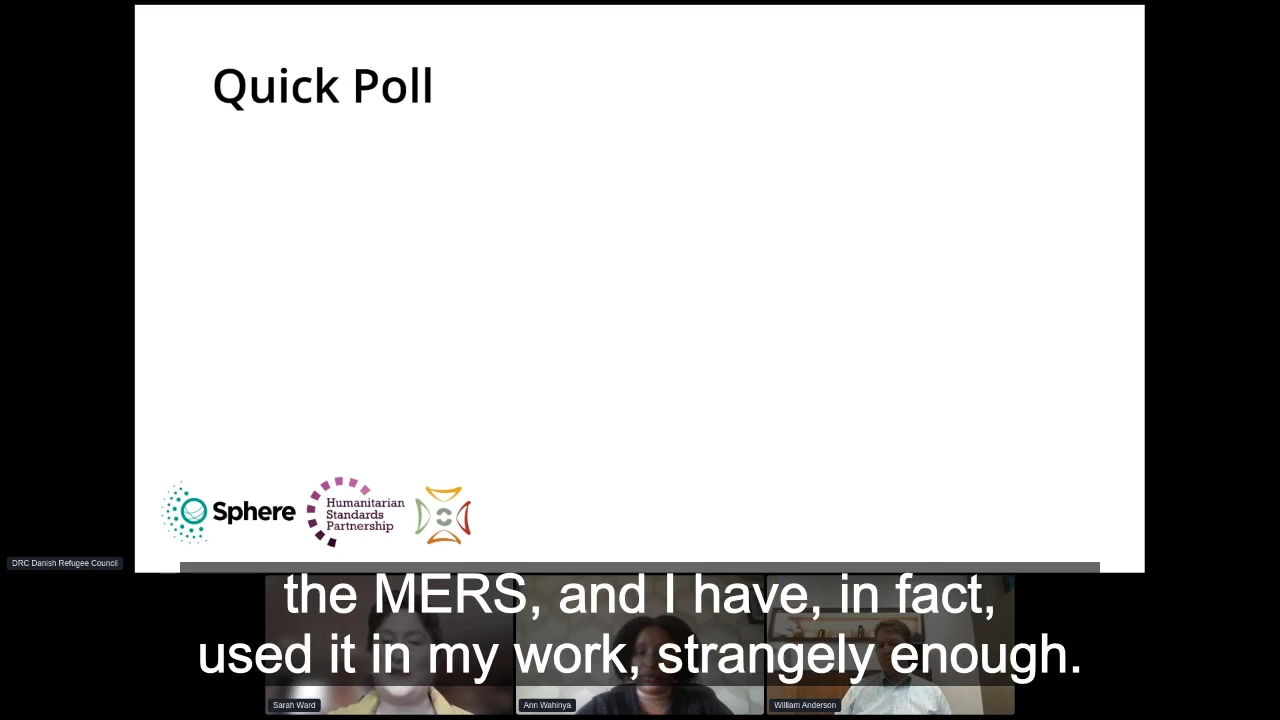 Quick Poll
Sphere
Humanitarian
Standards
Partnership
DRC Danish Refugee Council
the MERS, and I have, in fact,
used it in my work, strangely enough.
Sarah Ward
Ann Wahinya
William Anderson